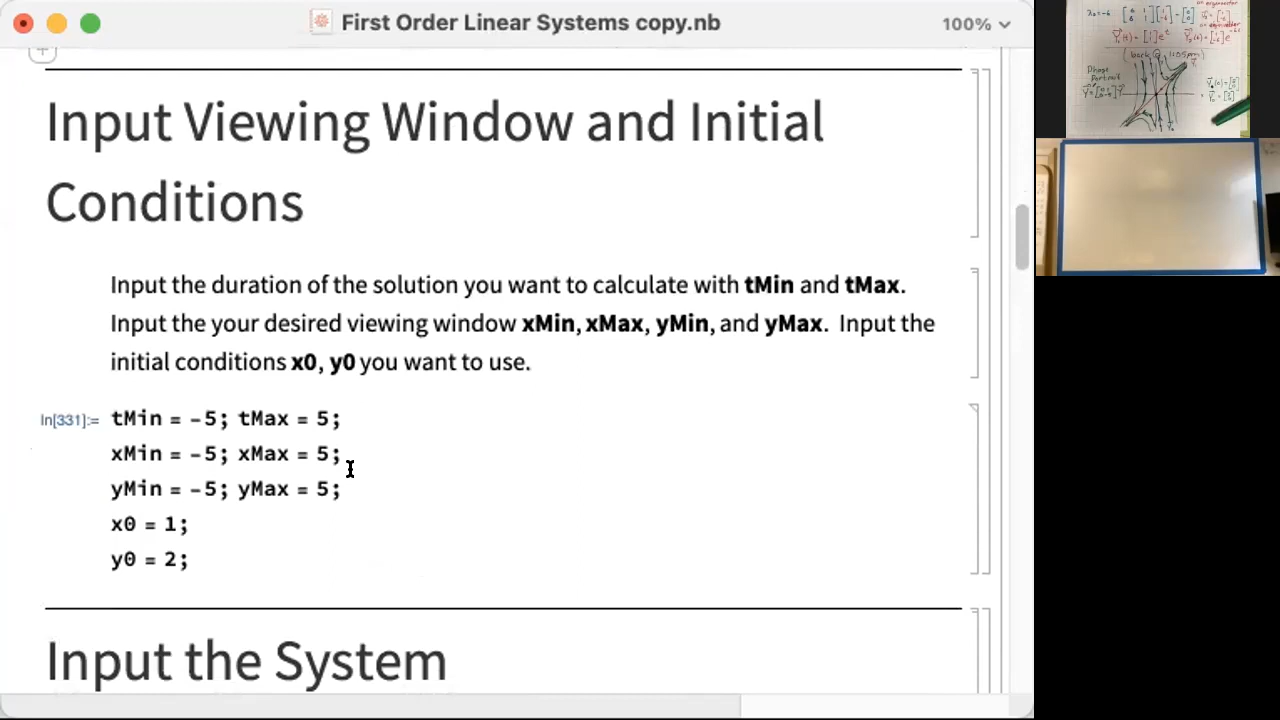 First Order Linear Systems copy.nb
100%
Input Viewing Window and Initial
Conditions
Input the duration of the solution you want to calculate with tMin and tMax.
Input the your desired viewing window xMin, xMax, yMin, and yMax. Input the
initial conditions x0, y0 you want to use.
In[331]:= tMin = -5; tMax = 5;
xMin = -5; xMax = 5;
yMin = -5; yMax = 5;
x0 = 1;
y0 = 2;
Input the System
Phase
Portrait